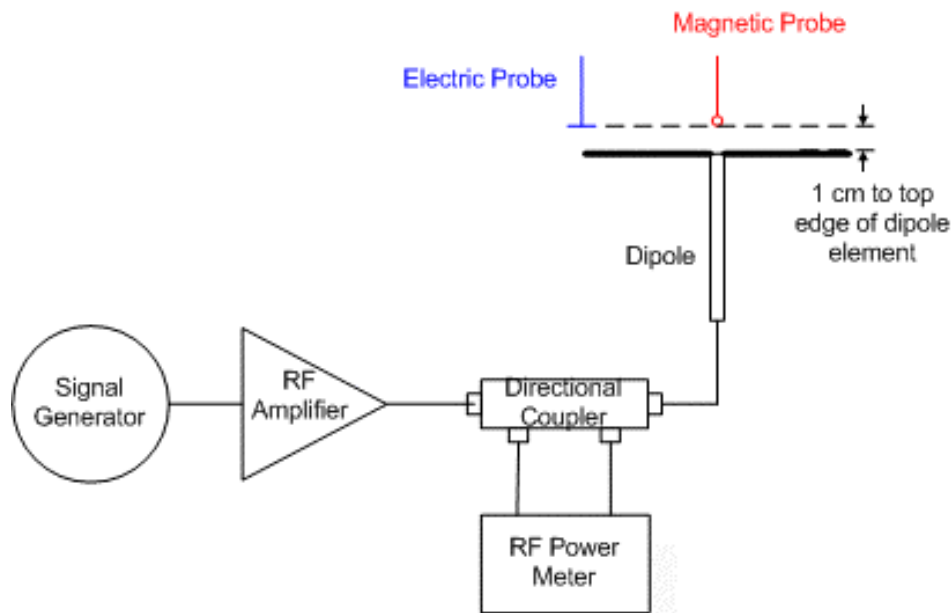 Magnetic Probe
Electric Probe
1 cm to top
edge of dipole
element
Dipole
Signal
Generator
RF
Amplifier
Directional
Coupler
RF Power
Meter